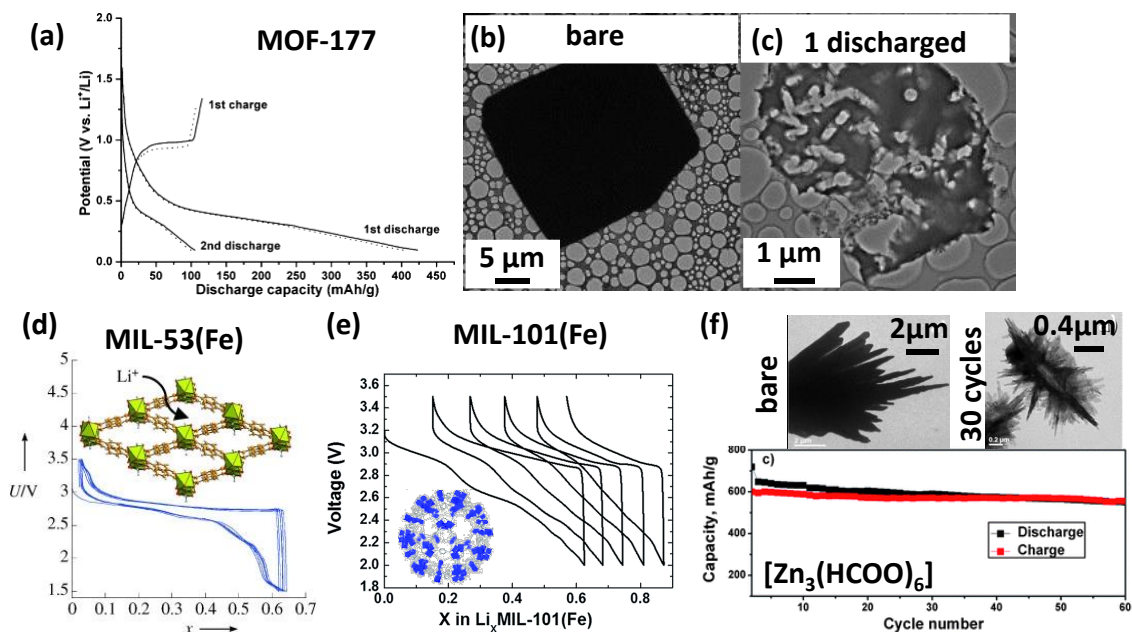 (a)
MOF-177
2.0
1.5
1.0
0.5
0.0
Potential (V vs. Li⁺/Li)
1st charge
1st discharge
2nd discharge
0 50 100 150 200 250 300 350 400 450
Discharge capacity (mAh/g)
(b) bare
5 µm
(c) 1 discharged
1 µm
(d)
MIL-53(Fe)
5
4
3
2
1
U/V
Li⁺
0 0.1 0.2 0.3 0.4 0.5 0.6 0.7
x
(e)
MIL-101(Fe)
3.6
3.4
3.2
3.0
2.8
2.6
2.4
2.2
2.0
1.8
Voltage (V)
0.0 0.2 0.4 0.6 0.8
X in LiₓMIL-101(Fe)
(f)
bare
2µm
30 cycles
0.4µm
0.2 µm
c)
800
600
400
200
Capacity, mAh/g
Discharge
Charge
[Zn₃(HCOO)₆]
10 20 30 40 50 60
Cycle number